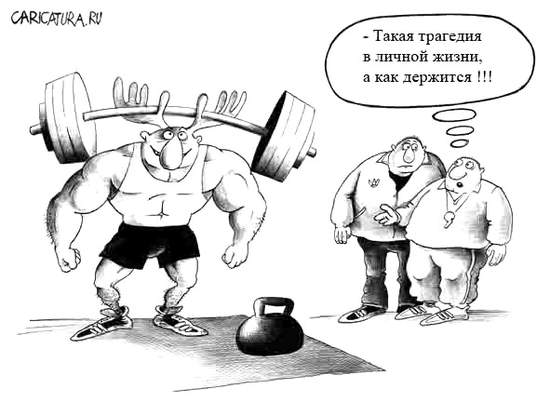 CARICATURA.RU
- Такая трагедия
в личной жизни,
а как держится !!!